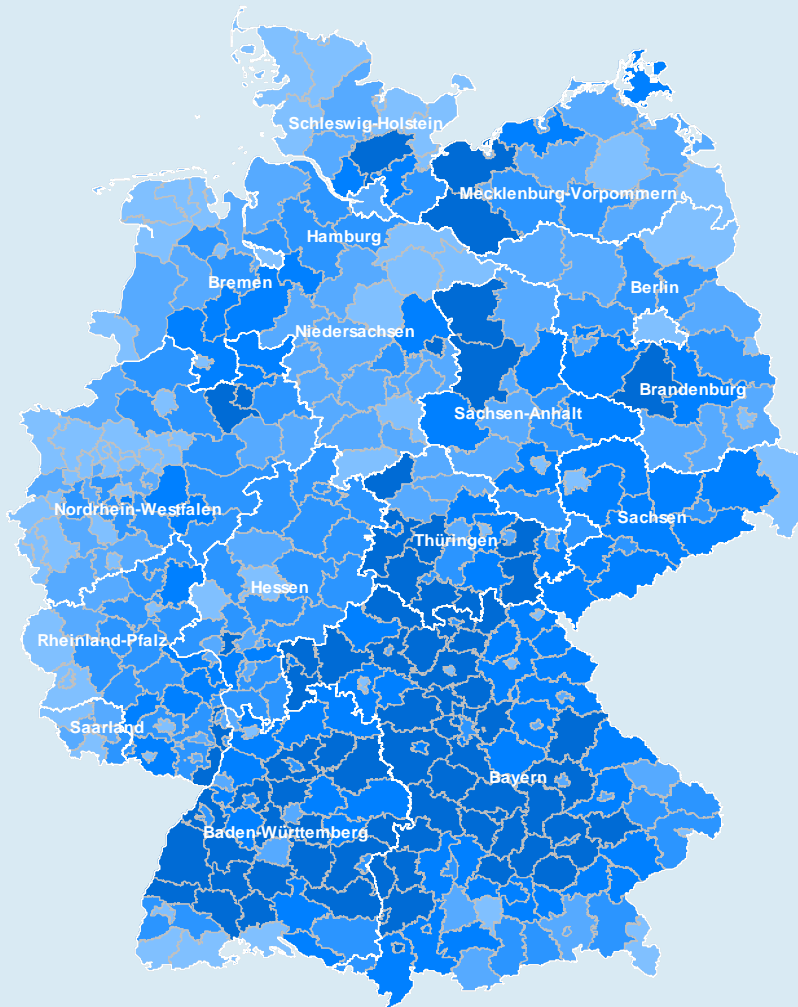 Schleswig-Holstein
Mecklenburg-Vorpommern
Hamburg
Bremen
Berlin
Niedersachsen
Brandenburg
Sachsen-Anhalt
Nordrhein-Westfalen
Sachsen
Thüringen
Hessen
Rheinland-Pfalz
Saarland
Bayern
Baden-Württemberg